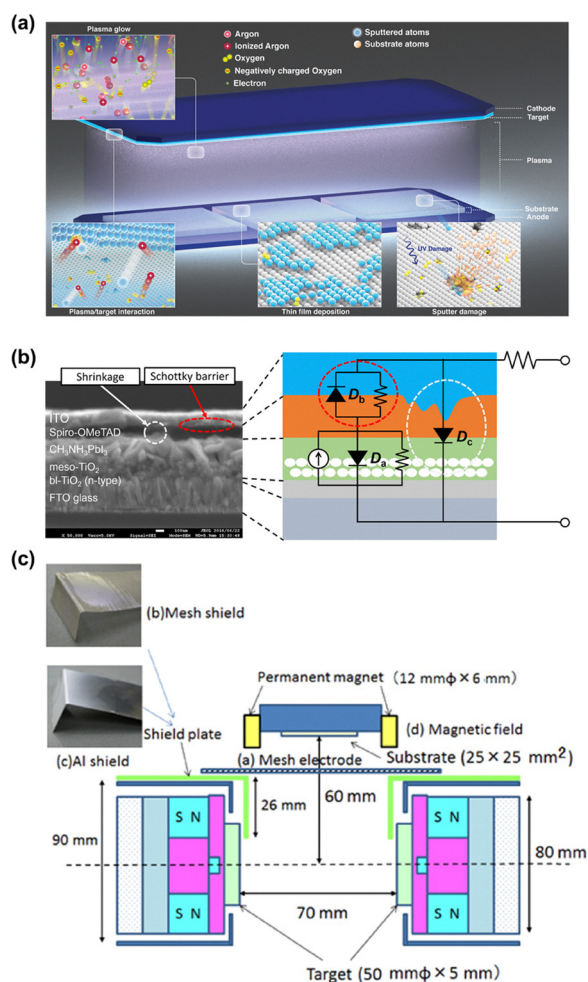 (a)
Plasma glow
Argon
Ionized Argon
Oxygen
Negatively charged Oxygen
Electron
Sputtered atoms
Substrate atoms
Cathode
Target
Plasma
Substrate
Anode
UV Damage
Plasma/target interaction
Thin film deposition
Sputter damage
(b)
Shrinkage
Schottky barrier
ITO
Spiro-OMeTAD
CH3NH3PbI3
meso-TiO2
bl-TiO2 (n-type)
FTO glass
Db
Da
Dc
100nm
(c)
(b)Mesh shield
Permanent magnet (12 mmφ×6 mm)
Shield plate
(d) Magnetic field
(c)Al shield
(a) Mesh electrode
Substrate (25×25 mm2)
26 mm
60 mm
90 mm
S N
S N
80 mm
S N
S N
70 mm
Target (50 mmφ×5 mm)